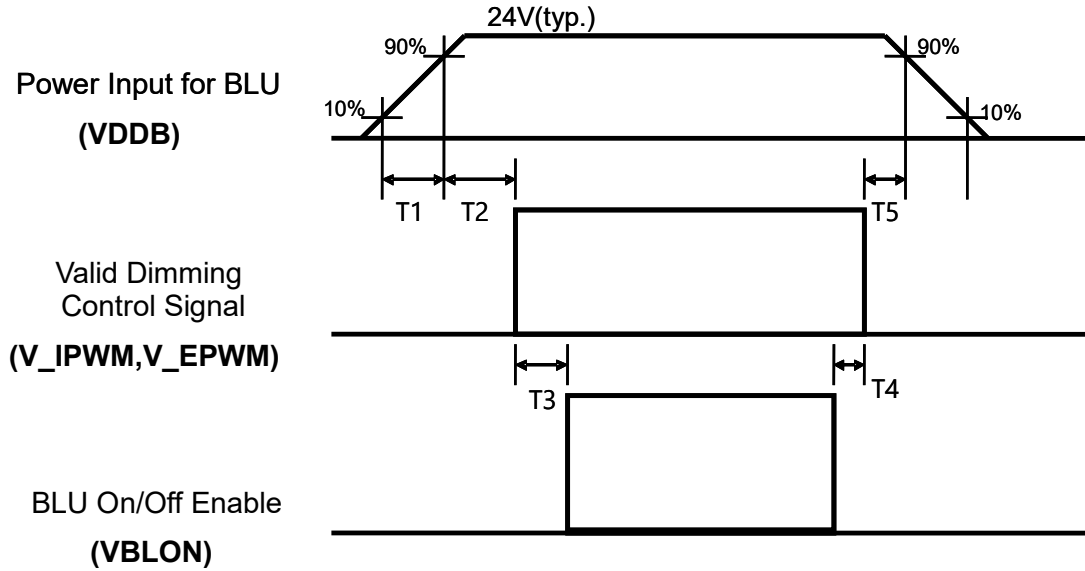 24V(typ.)
90%
90%
Power Input for BLU
10%
10%
(VDDB)
T1
T2
T5
Valid Dimming
Control Signal
(V_IPWM,V_EPWM)
T3
T4
BLU On/Off Enable
(VBLON)